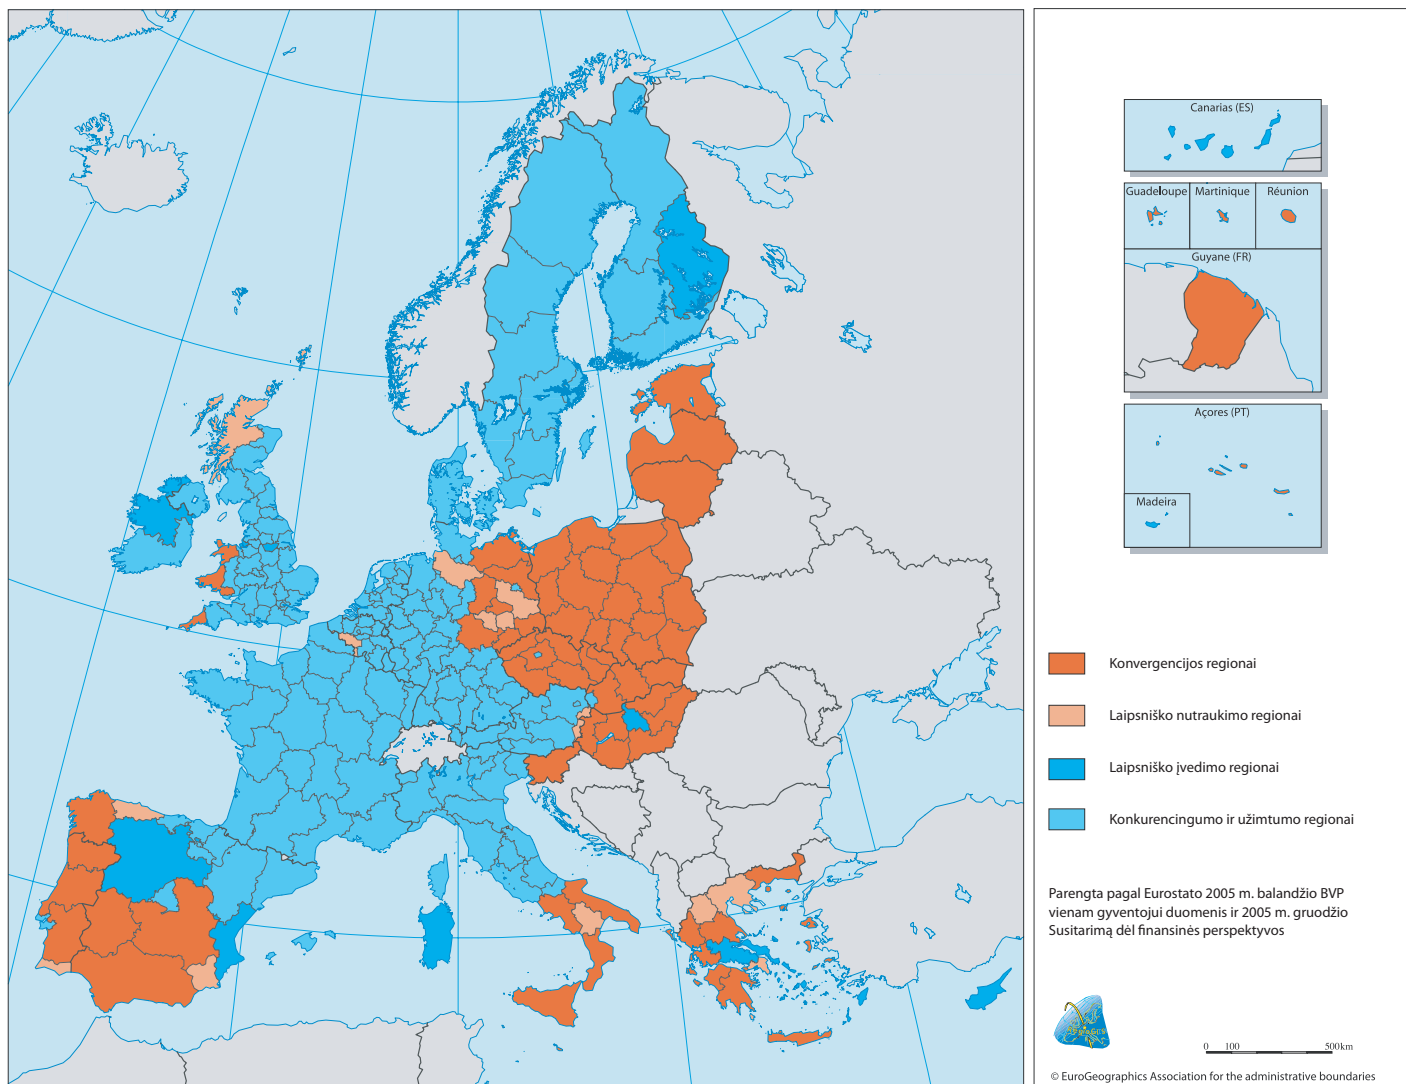 Canarias (ES)
Guadeloupe
Martinique
Réunion
Guyane (FR)
Açores (PT)
Madeira
Konvergencijos regionai
Laipsniško nutraukimo regionai
Laipsniško įvedimo regionai
Konkurencingumo ir užimtumo regionai
Parengta pagal Eurostato 2005 m. balandžio BVP
vienam gyventojui duomenis ir 2005 m. gruodžio
Susitarimą dėl finansinės perspektyvos
0 100 500km
© EuroGeographics Association for the administrative boundaries